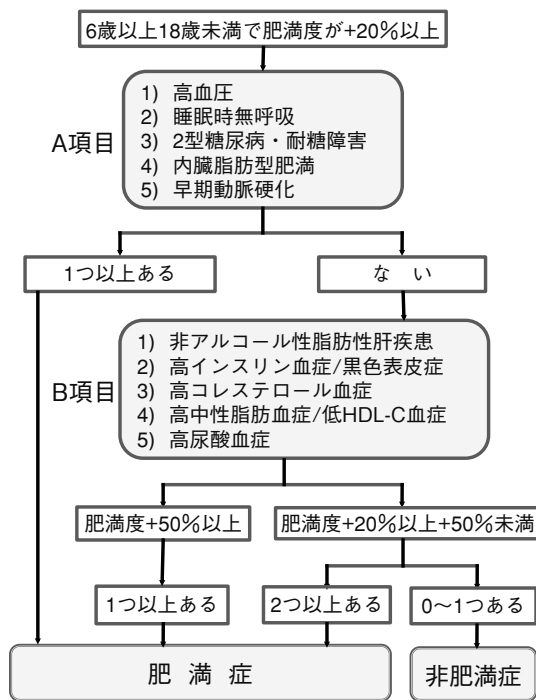 6歳以上18歳未満で肥満度が+20%以上
A項目
1) 高血圧
2) 睡眠時無呼吸
3) 2型糖尿病・耐糖障害
4) 内臓脂肪型肥満
5) 早期動脈硬化
1つ以上ある
な い
B項目
1) 非アルコール性脂肪性肝疾患
2) 高インスリン血症/黒色表皮症
3) 高コレステロール血症
4) 高中性脂肪血症/低HDL-C血症
5) 高尿酸血症
肥満度+50%以上
肥満度+20%以上+50%未満
1つ以上ある
2つ以上ある
0〜1つある
肥 満 症
非肥満症